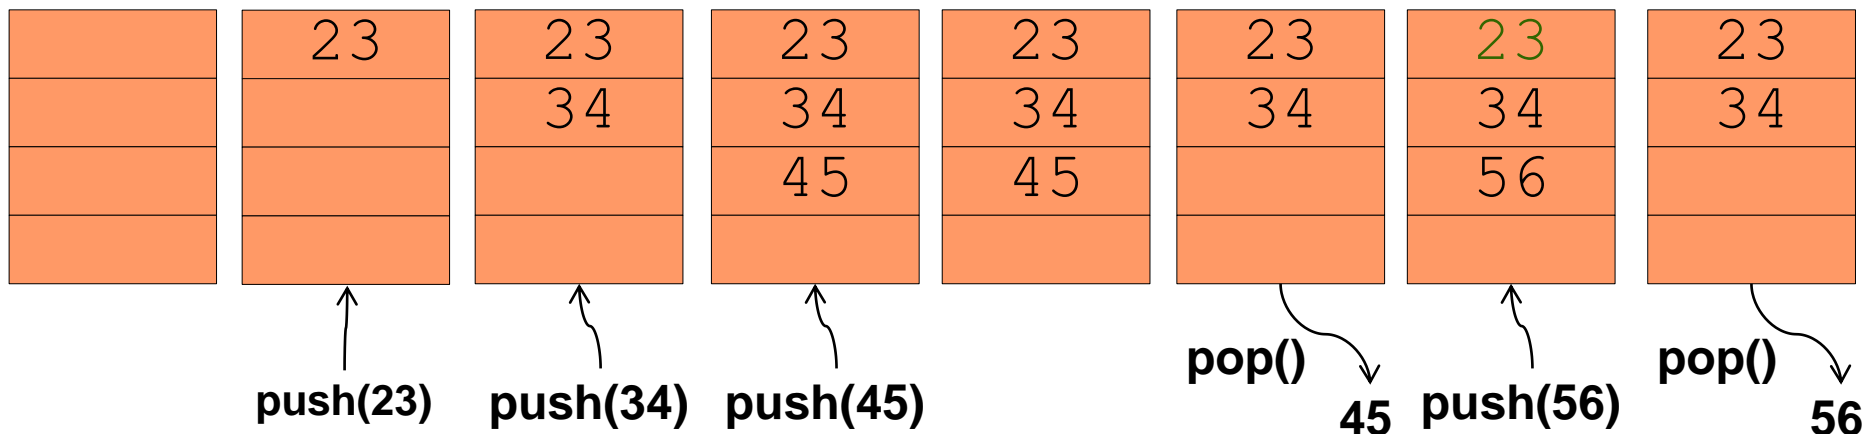 23 23 23 23 23 23 23
34 34 34 34 34 34
45 45 56
push(23) push(34) push(45) pop() 45 push(56) pop() 56